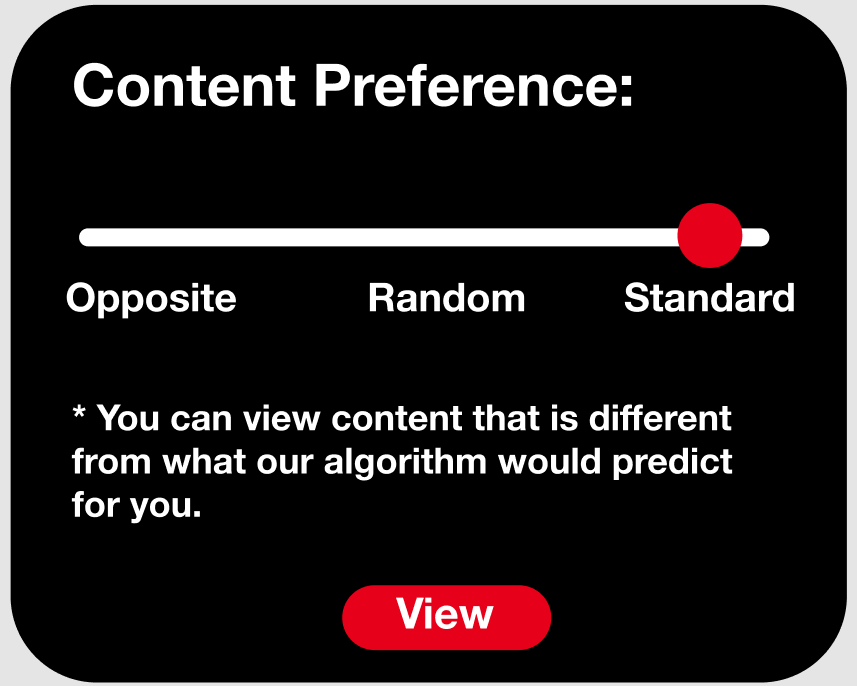 Content Preference:
Opposite Random Standard
* You can view content that is different
from what our algorithm would predict
for you.
View